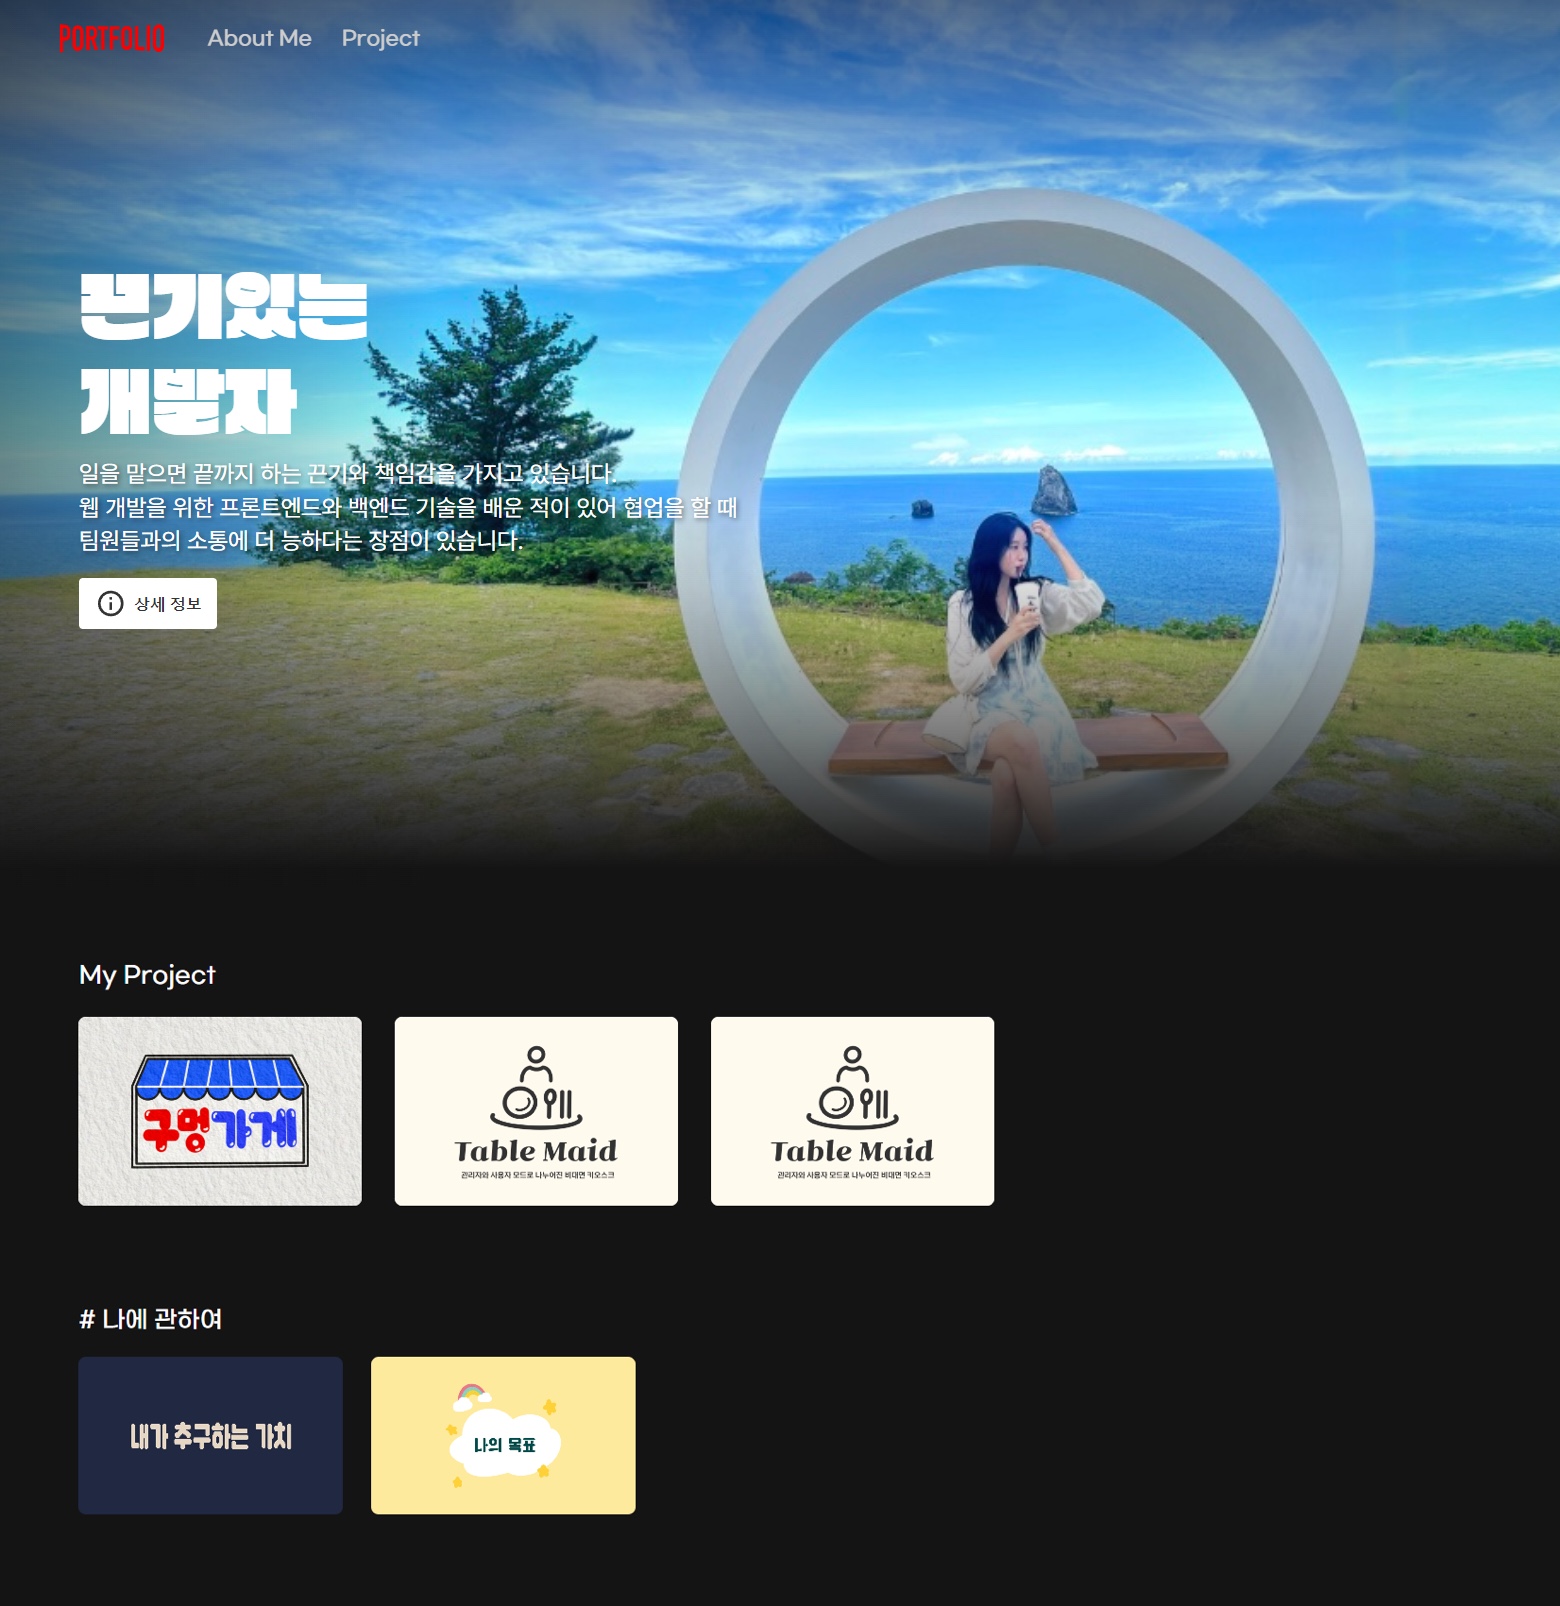 PORTFOLIO About Me Project
끈기있는
개발자
일을 맡으면 끝까지 하는 끈기와 책임감을 가지고 있습니다.
웹 개발을 위한 프론트엔드와 백엔드 기술을 배운 적이 있어 협업을 할 때
팀원들과의 소통에 더 능하다는 장점이 있습니다.
상세 정보
My Project
구멍가게
Table Maid
관리자와 사용자 모드로 나누어진 비대면 키오스크
Table Maid
관리자와 사용자 모드로 나누어진 비대면 키오스크
# 나에 관하여
내가 추구하는 가치
나의 목표